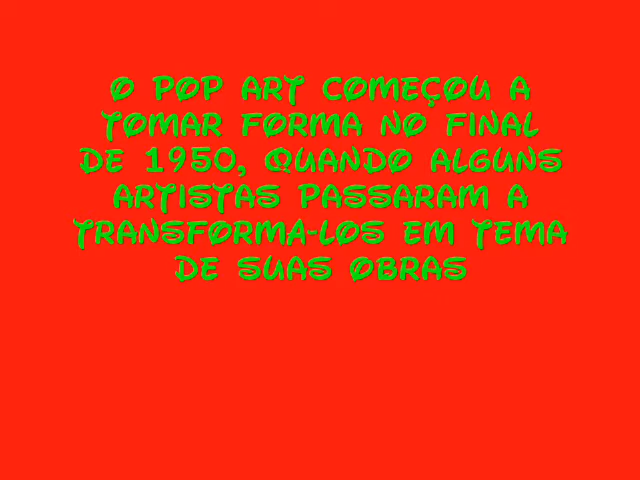 O POP ART COMEÇOU A
TOMAR FORMA NO FINAL
DE 1950, QUANDO ALGUNS
ARTISTAS PASSARAM A
TRANSFORMA-LOS EM TEMA
DE SUAS OBRAS